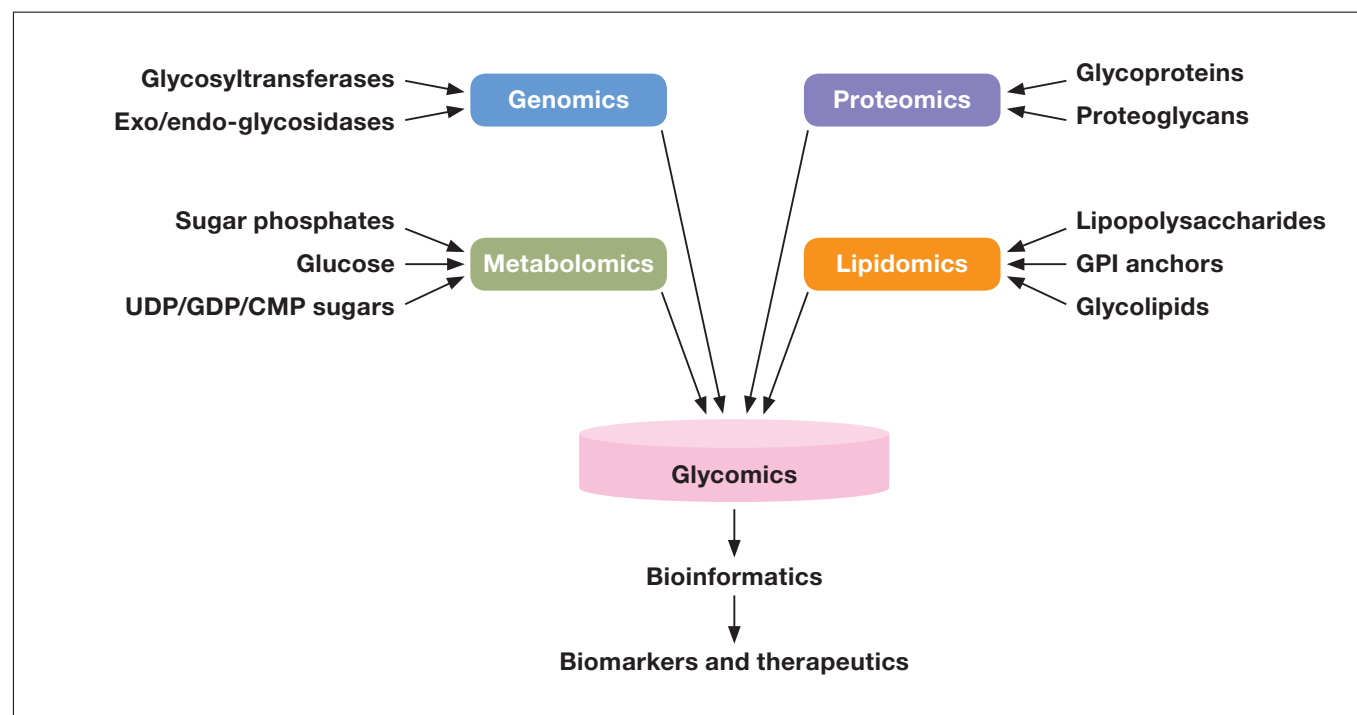 Glycosyltransferases
Exo/endo-glycosidases
Genomics
Proteomics
Glycoproteins
Proteoglycans
Sugar phosphates
Glucose
UDP/GDP/CMP sugars
Metabolomics
Lipidomics
Lipopolysaccharides
GPI anchors
Glycolipids
Glycomics
Bioinformatics
Biomarkers and therapeutics